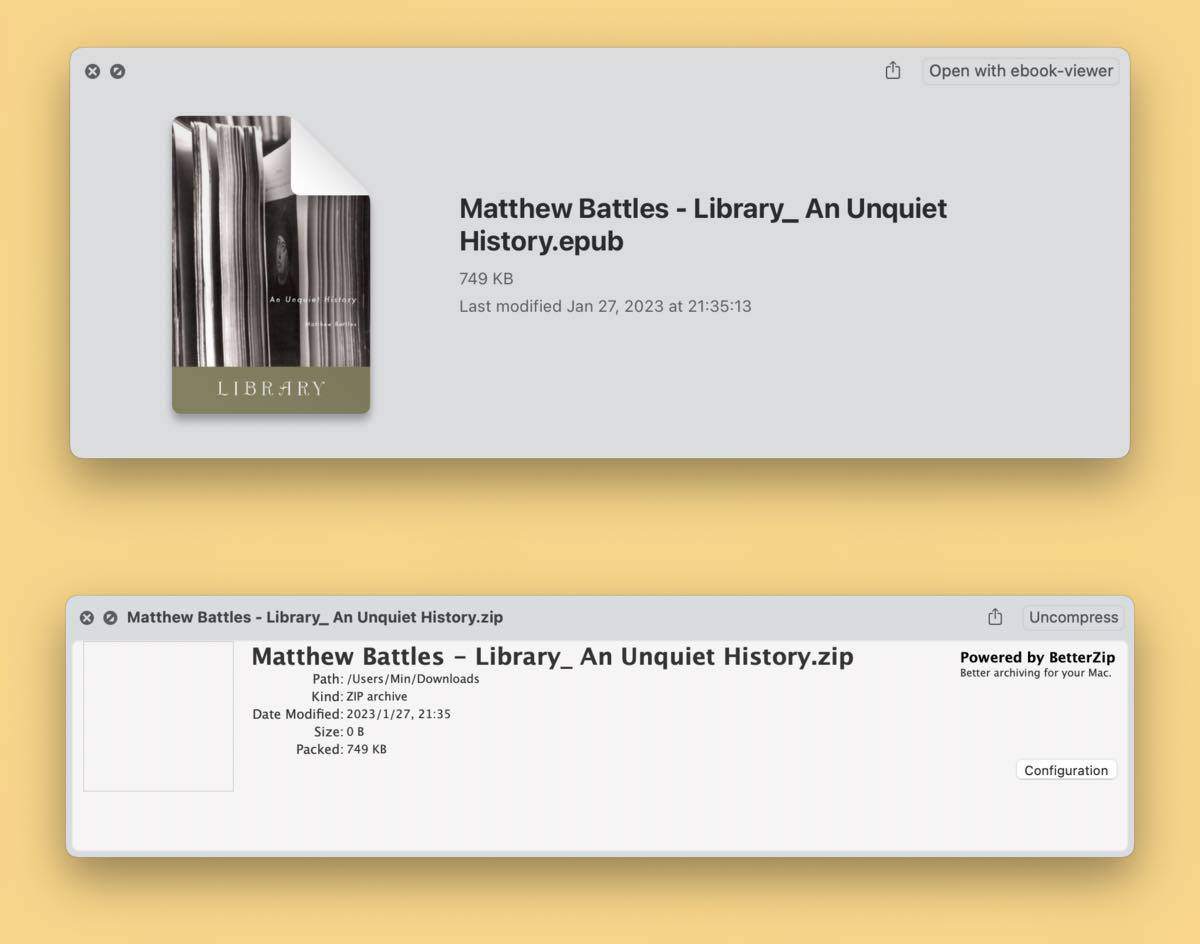 Open with ebook-viewer
An Unquiet History
Matthew Battles
LIBRARY
Matthew Battles - Library_ An Unquiet
History.epub
749 KB
Last modified Jan 27, 2023 at 21:35:13
Matthew Battles - Library_ An Unquiet History.zip
Uncompress
Matthew Battles – Library_ An Unquiet History.zip
Path: /Users/Min/Downloads
Kind: ZIP archive
Date Modified: 2023/1/27, 21:35
Size: 0 B
Packed: 749 KB
Powered by BetterZip
Better archiving for your Mac.
Configuration